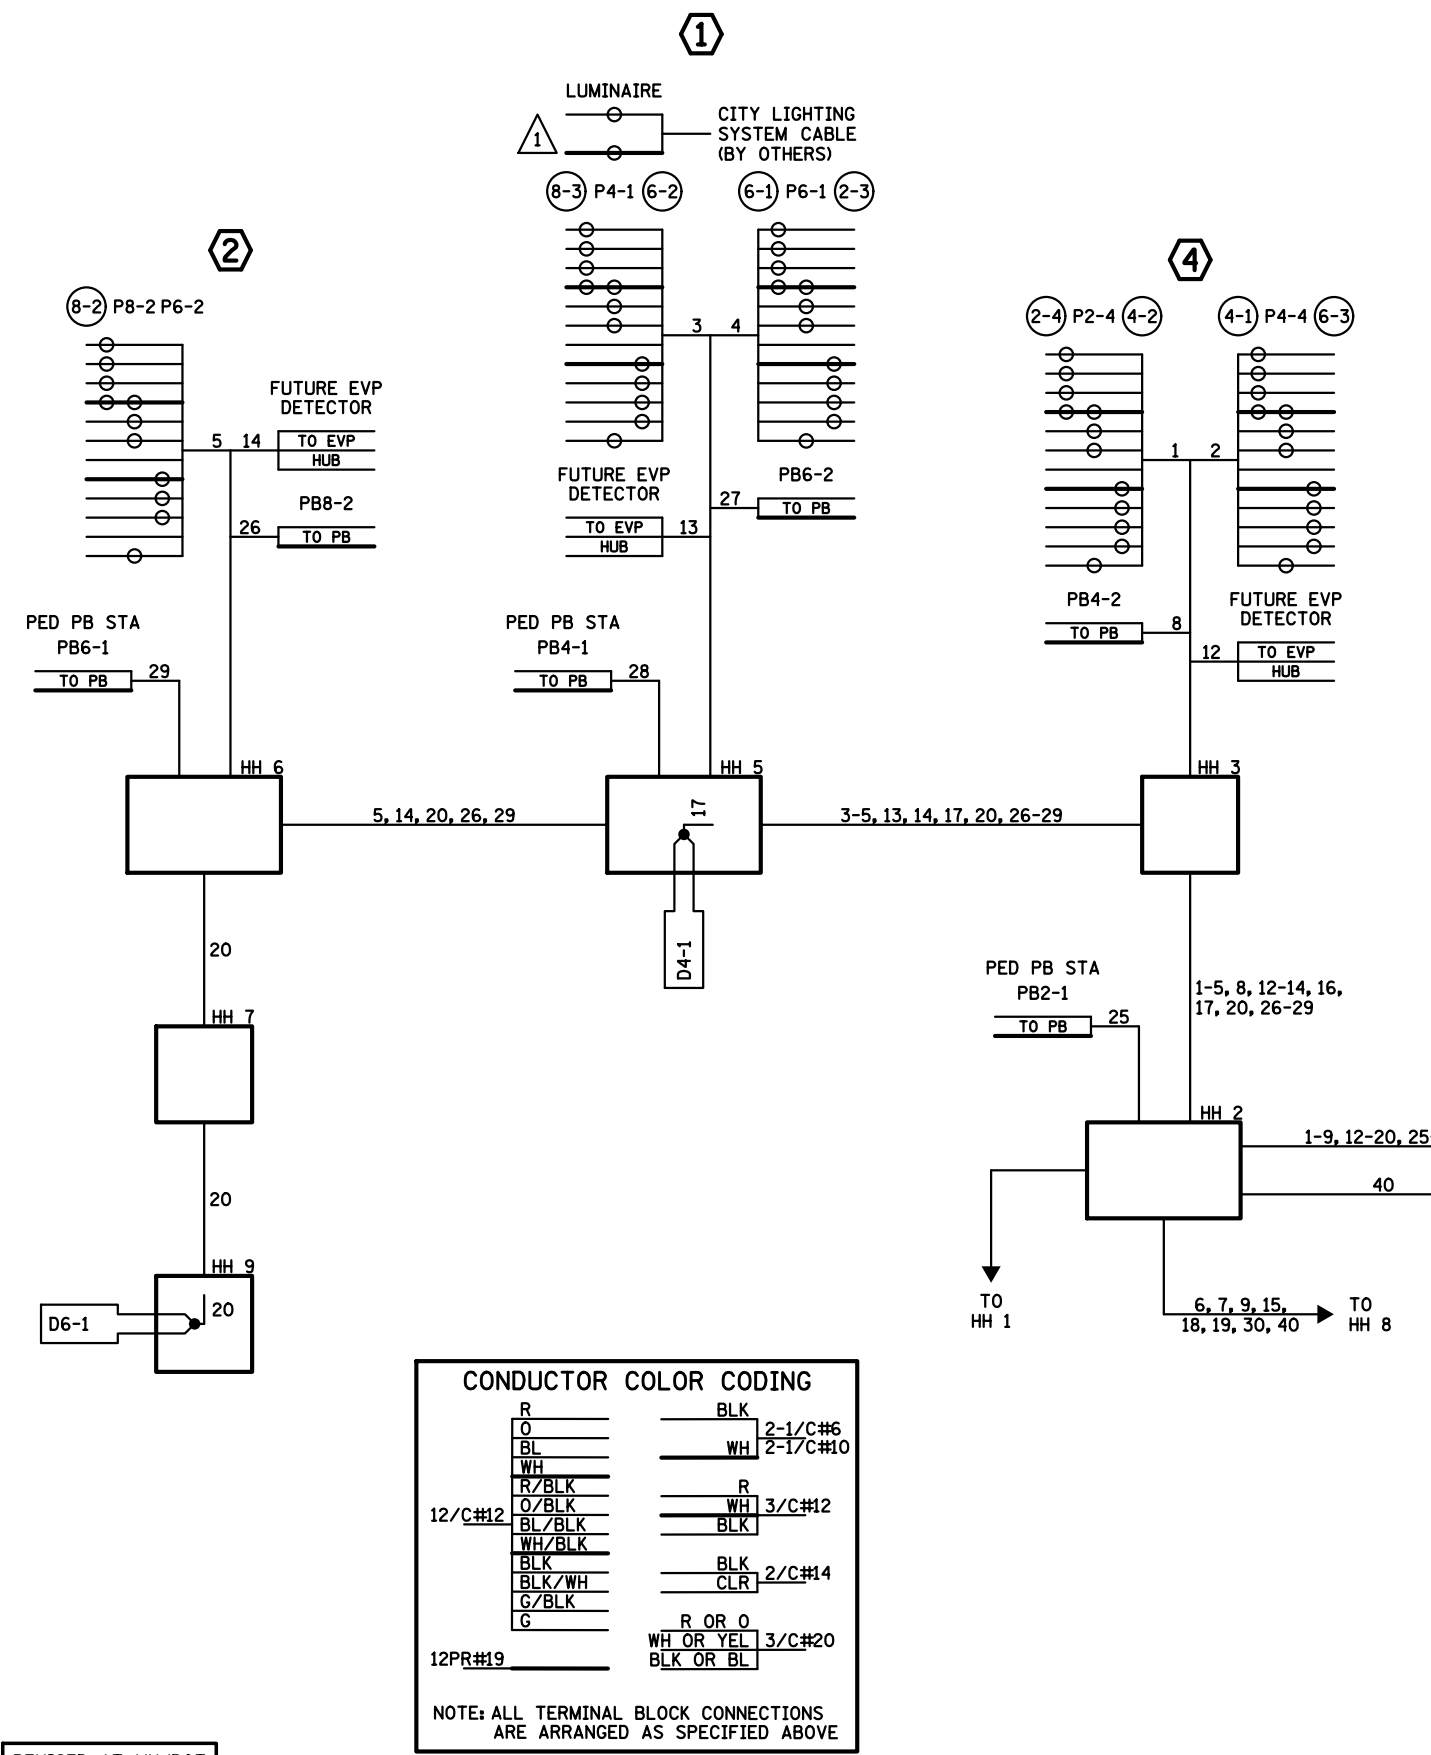 1
LUMINAIRE
1
CITY LIGHTING
SYSTEM CABLE
(BY OTHERS)
8-3 P4-1 6-2
6-1 P6-1 2-3
3 4
FUTURE EVP
DETECTOR
TO EVP
HUB
13
PB6-2
27
TO PB
2
8-2 P8-2 P6-2
5 14
FUTURE EVP
DETECTOR
TO EVP
HUB
PB8-2
26
TO PB
4
2-4 P2-4 4-2
4-1 P4-4 6-3
1 2
PB4-2
TO PB
8
FUTURE EVP
DETECTOR
12
TO EVP
HUB
PED PB STA
PB6-1
TO PB
29
PED PB STA
PB4-1
TO PB
28
HH 6
5, 14, 20, 26, 29
HH 5
17
D4-1
3-5, 13, 14, 17, 20, 26-29
HH 3
20
HH 7
20
HH 9
20
D6-1
PED PB STA
PB2-1
TO PB
25
1-5, 8, 12-14, 16,
17, 20, 26-29
HH 2
1-9, 12-20, 25
40
TO
HH 1
6, 7, 9, 15,
18, 19, 30, 40
TO
HH 8
CONDUCTOR COLOR CODING
R
O
BL
WH
R/BLK
O/BLK
12/C#12
BL/BLK
WH/BLK
BLK
BLK/WH
G/BLK
G
12PR#19
BLK
2-1/C#6
WH
2-1/C#10
R
WH
3/C#12
BLK
BLK
2/C#14
CLR
R OR O
WH OR YEL
3/C#20
BLK OR BL
NOTE: ALL TERMINAL BLOCK CONNECTIONS
ARE ARRANGED AS SPECIFIED ABOVE